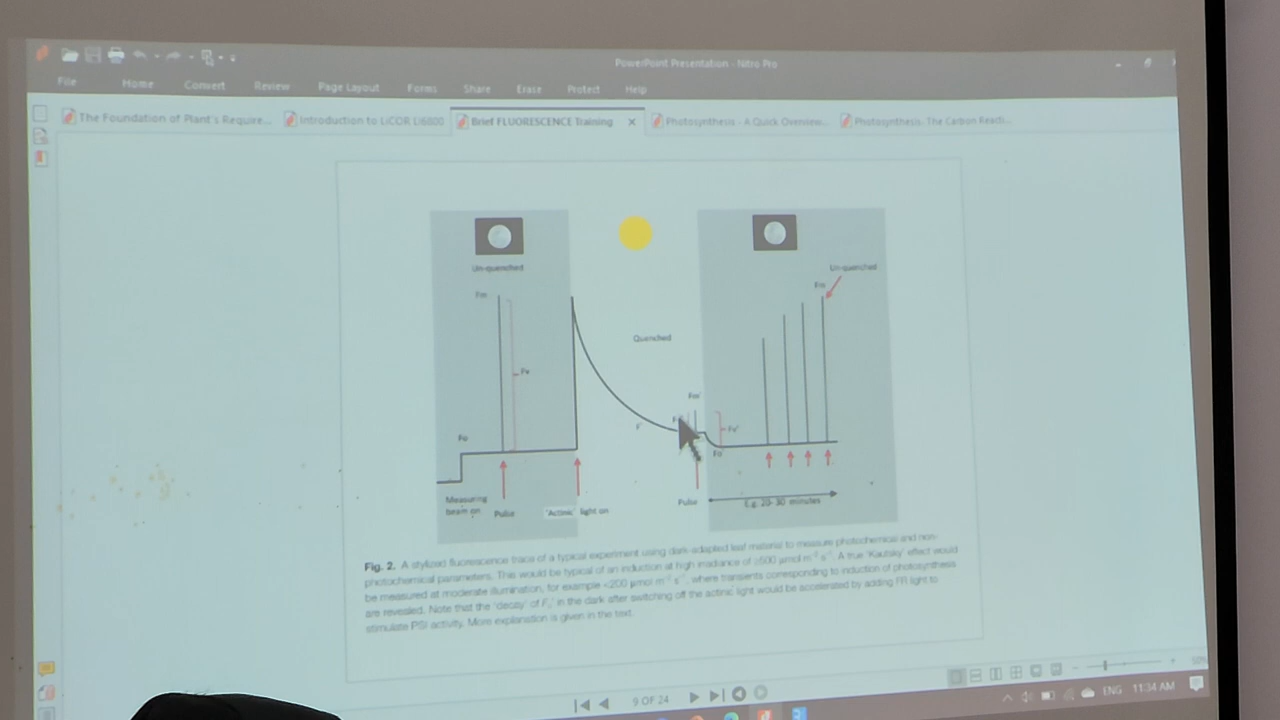 PowerPoint Presentation - Nitro Pro
File Home Convert Review Page Layout Forms Share Erase Protect Help
The Foundation of Plant's Require... Introduction to LiCOR LI6800 Brief FLUORESCENCE Training × Photosynthesis - A Quick Overview... Photosynthesis: The Carbon Reacti...
Un-quenched
Un-quenched
Fm
Fm
Quenched
Fv
Fm'
Fv'
F'
Fo
Fo'
Measuring
beam on
Pulse
'Actinic' light on
Pulse
E.g. 20-30 minutes
Fig. 2. A stylized fluorescence trace of a typical experiment using dark-adapted leaf material to measure photochemical and non-
photochemical parameters. This would be typical of an induction at high irradiance of ≥500 μmol m⁻² s⁻¹. A true 'Kautsky' effect would
be measured at moderate illumination, for example <200 μmol m⁻² s⁻¹, where transients corresponding to induction of photosynthesis
are revealed. Note that the 'decay' of Fo' in the dark after switching off the actinic light would be accelerated by adding FR light to
stimulate PSI activity. More explanation is given in the text.
9 OF 24
ENG 11:34 AM